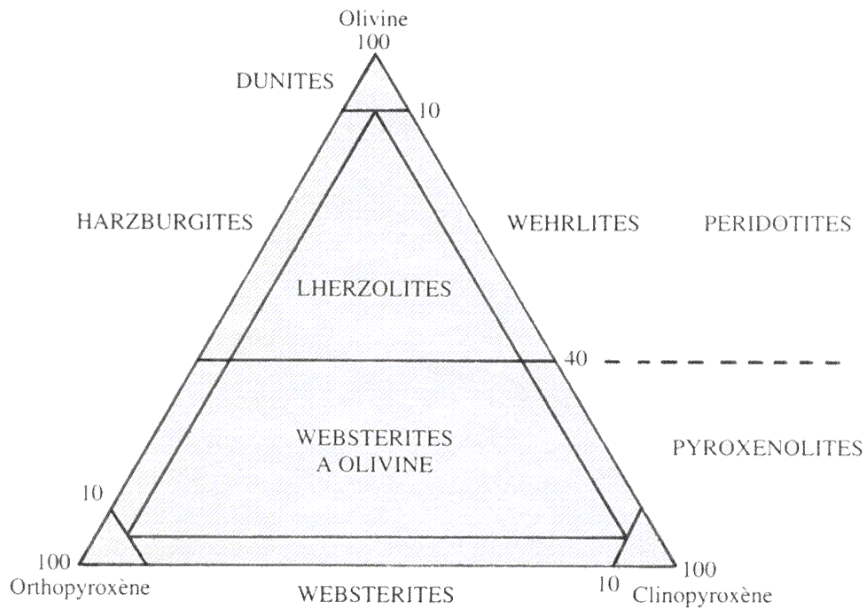 Olivine
100
DUNITES
10
HARZBURGITES
WEHRLITES
PERIDOTITES
LHERZOLITES
40
WEBSTERITES
A OLIVINE
PYROXENOLITES
10
100
Orthopyroxène
WEBSTERITES
10
100
Clinopyroxène